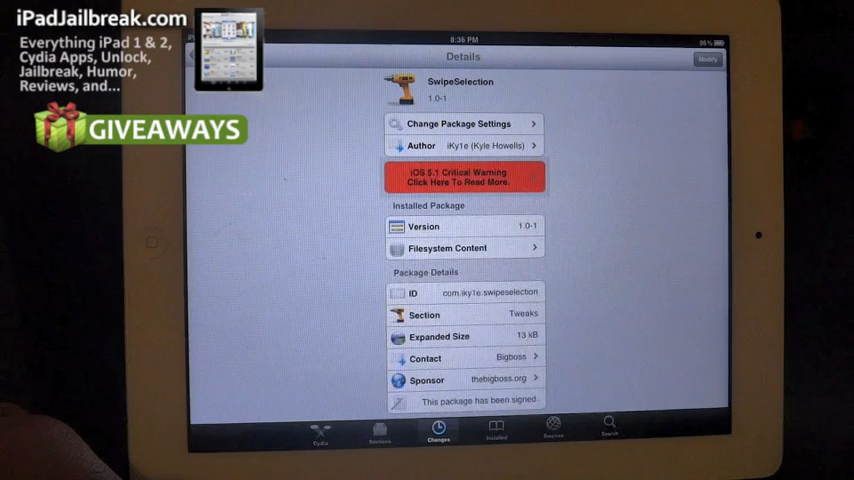 iPadJailbreak.com
Everything iPad 1 & 2,
Cydia Apps, Unlock,
Jailbreak, Humor,
Reviews, and...
GIVEAWAYS
8:36 PM
86%
Details
Modify
SwipeSelection
1.0-1
Change Package Settings
Author iKy1e (Kyle Howells)
iOS 5.1 Critical Warning
Click Here To Read More.
Installed Package
Version 1.0-1
Filesystem Content
Package Details
ID com.iky1e.swipeselection
Section Tweaks
Expanded Size 13 kB
Contact Bigboss
Sponsor thebigboss.org
This package has been signed
Cydia Sections Changes Installed Sources Search